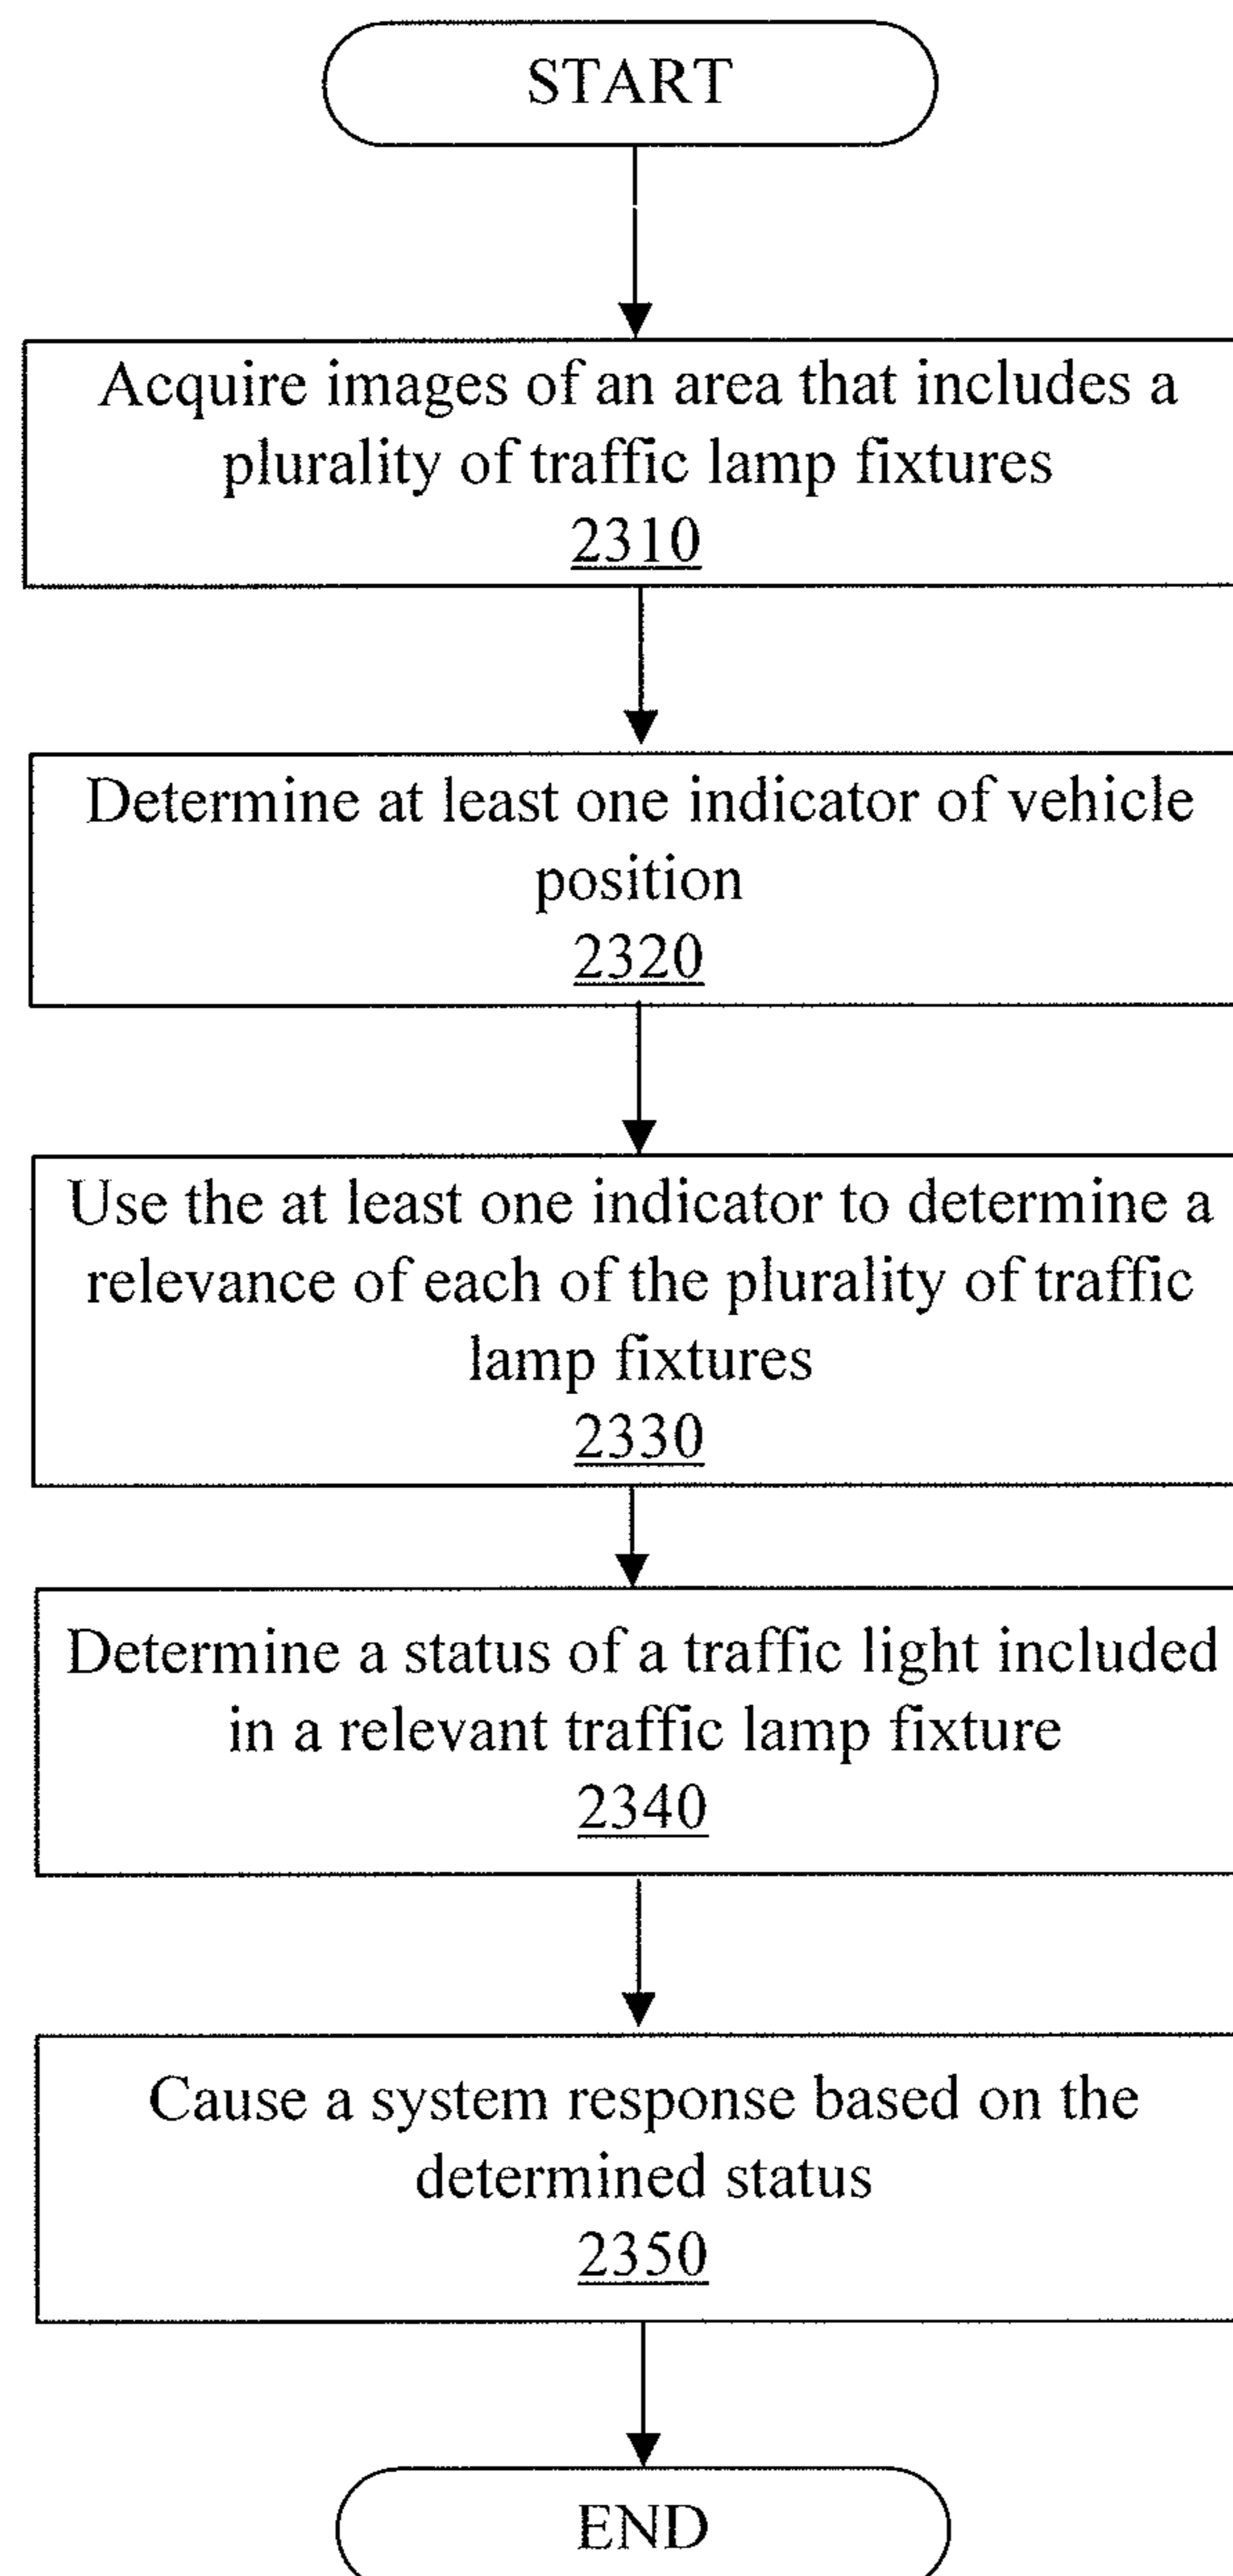 START
Acquire images of an area that includes a
plurality of traffic lamp fixtures
2310
Determine at least one indicator of vehicle
position
2320
Use the at least one indicator to determine a
relevance of each of the plurality of traffic
lamp fixtures
2330
Determine a status of a traffic light included
in a relevant traffic lamp fixture
2340
Cause a system response based on the
determined status
2350
END